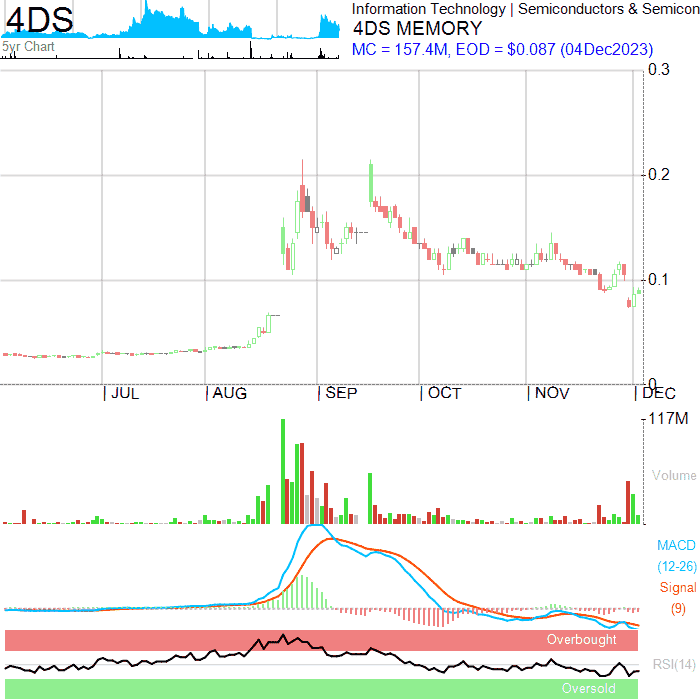 4DS
5yr Chart
Information Technology | Semiconductors & Semicon
4DS MEMORY
MC = 157.4M, EOD = $0.087 (04Dec2023)
0.3
0.2
0.1
0
JUL AUG SEP OCT NOV DEC
117M
Volume
MACD
(12-26)
Signal
(9)
Overbought
RSI(14)
Oversold